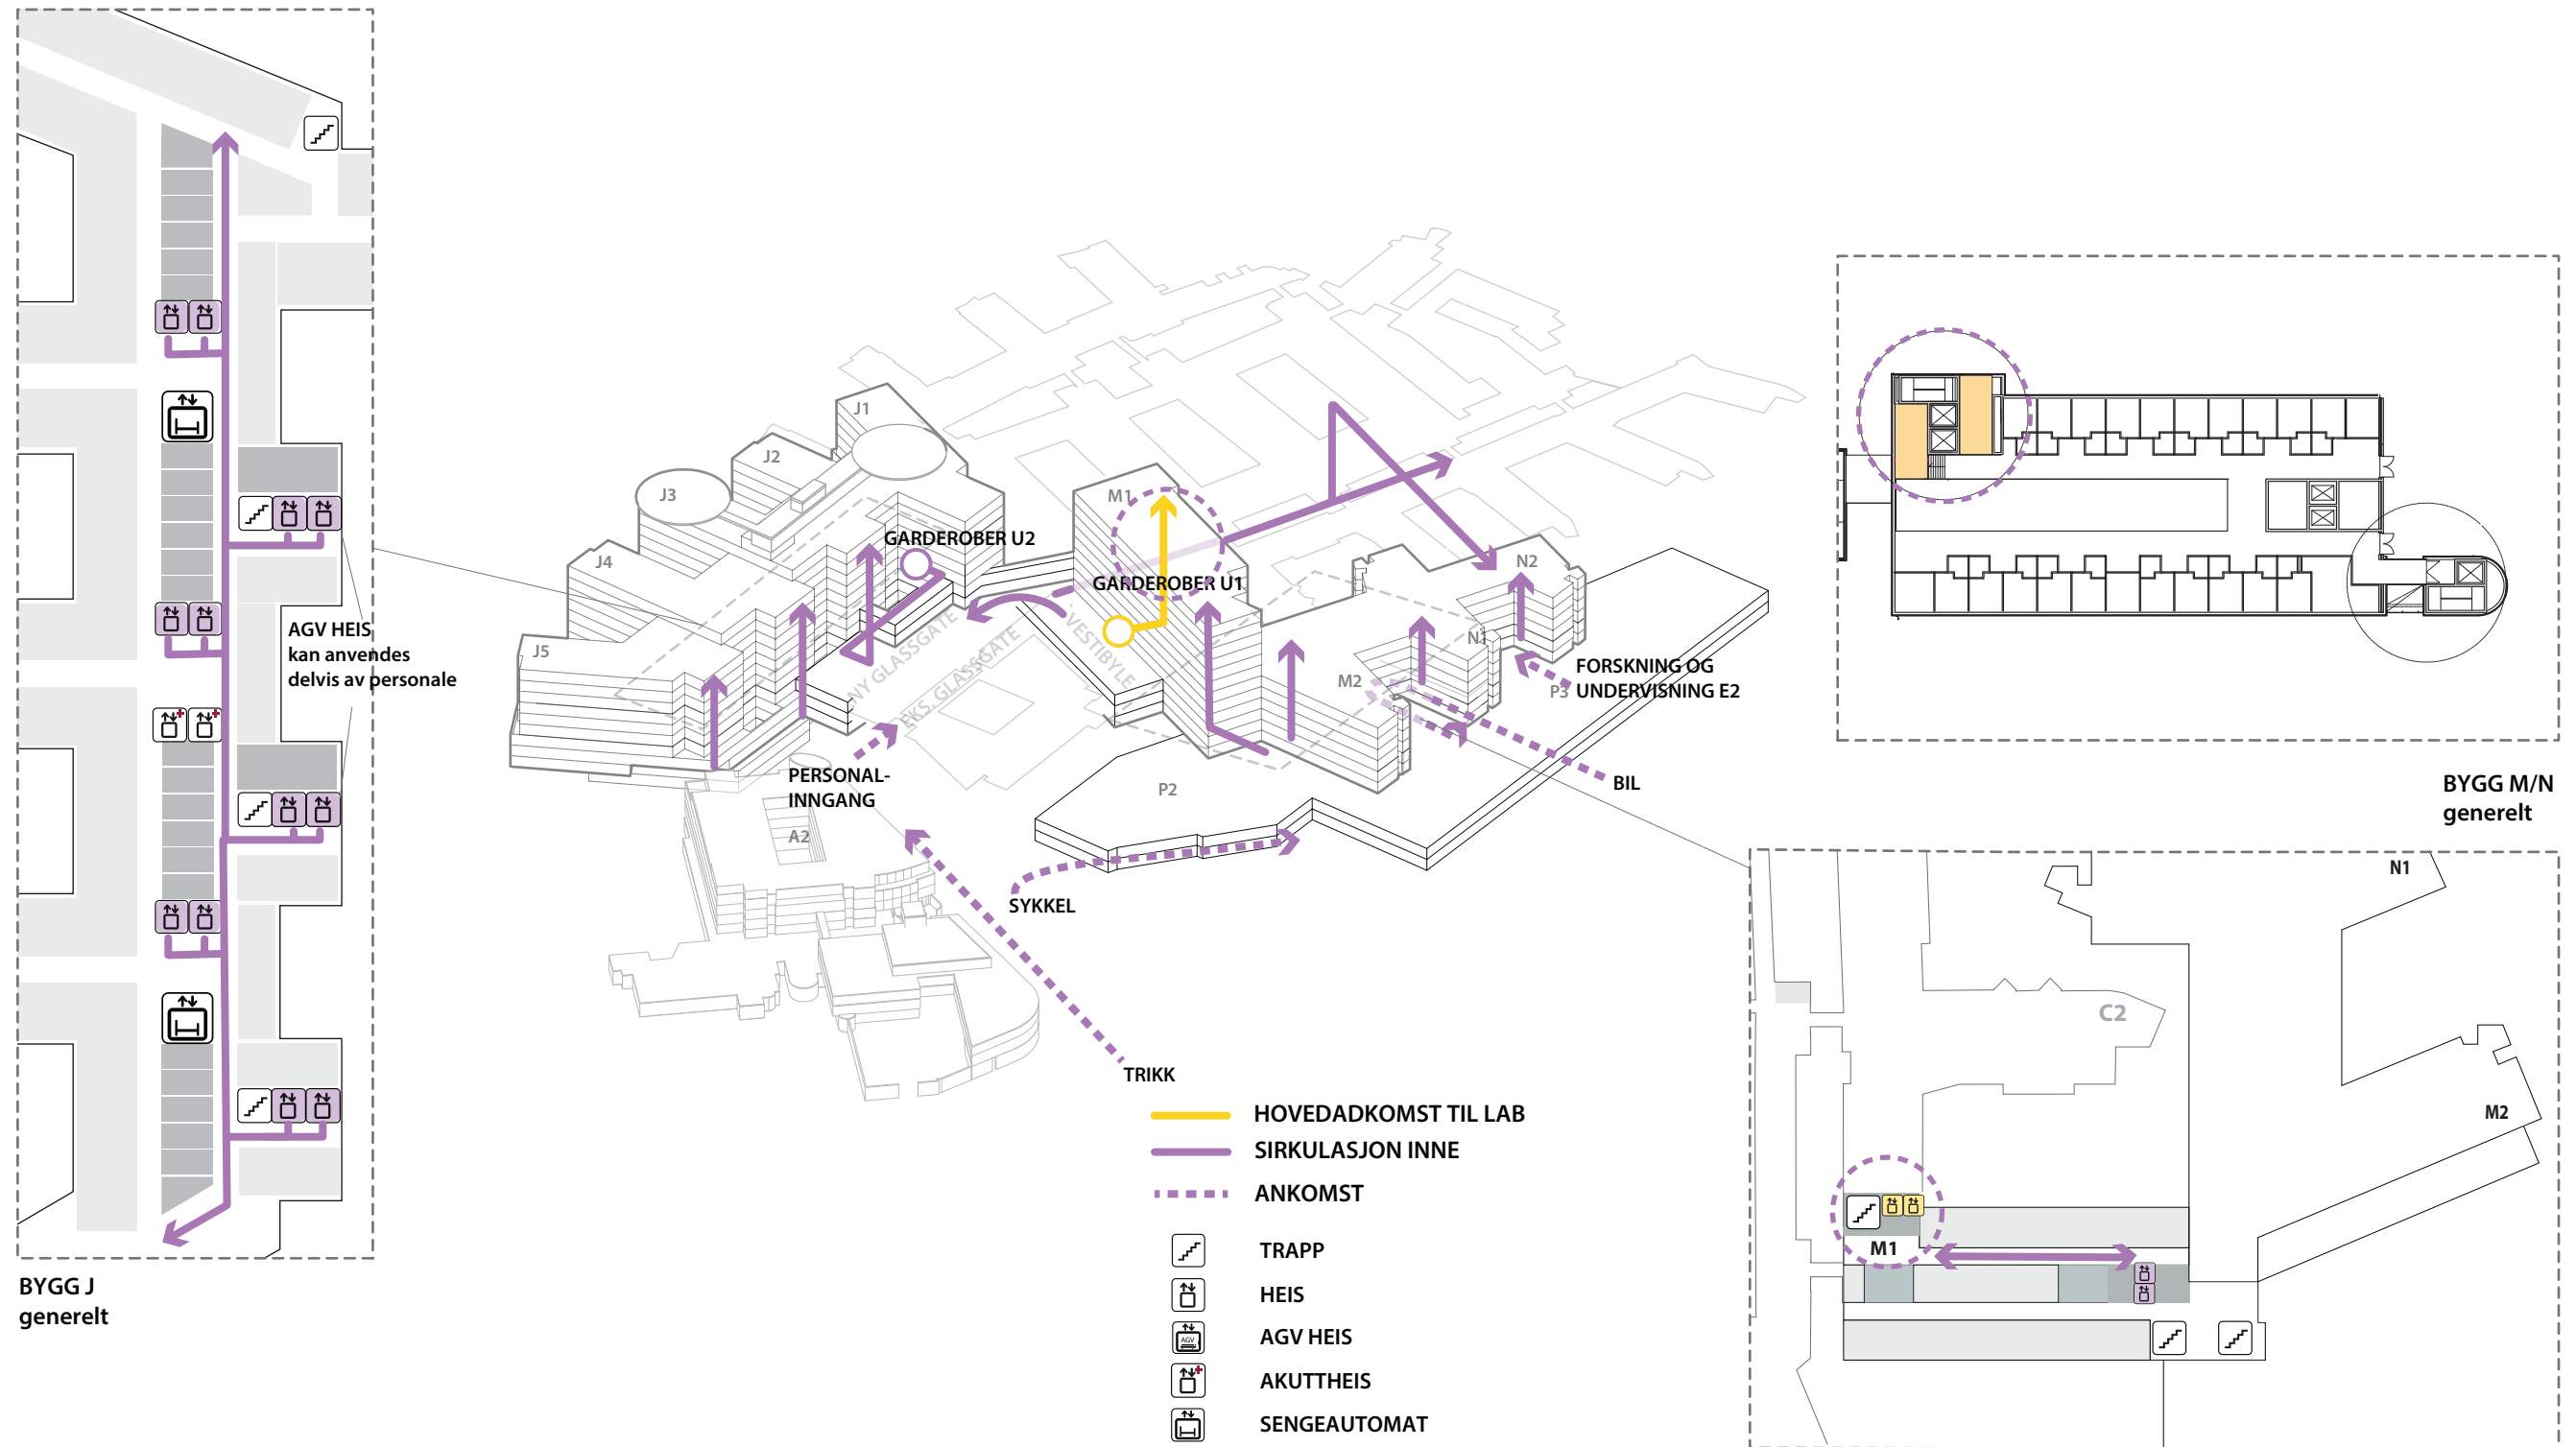 AGV HEIS
kan anvendes
delvis av personale
BYGG J
generelt
J1
J2
J3
J4
J5
GARDEROBER U2
M1
GARDEROBER U1
NY GLASSGATE
EKS. GLASSGATE
VESTIBYLE
N2
N1
M2
P3
FORSKNING OG
UNDERVISNING E2
PERSONAL-
INNGANG
A2
P2
BIL
SYKKEL
TRIKK
HOVEDADKOMST TIL LAB
SIRKULASJON INNE
ANKOMST
TRAPP
HEIS
AGV
AGV HEIS
AKUTTHEIS
SENGEAUTOMAT
BYGG M/N
generelt
N1
C2
M2
M1